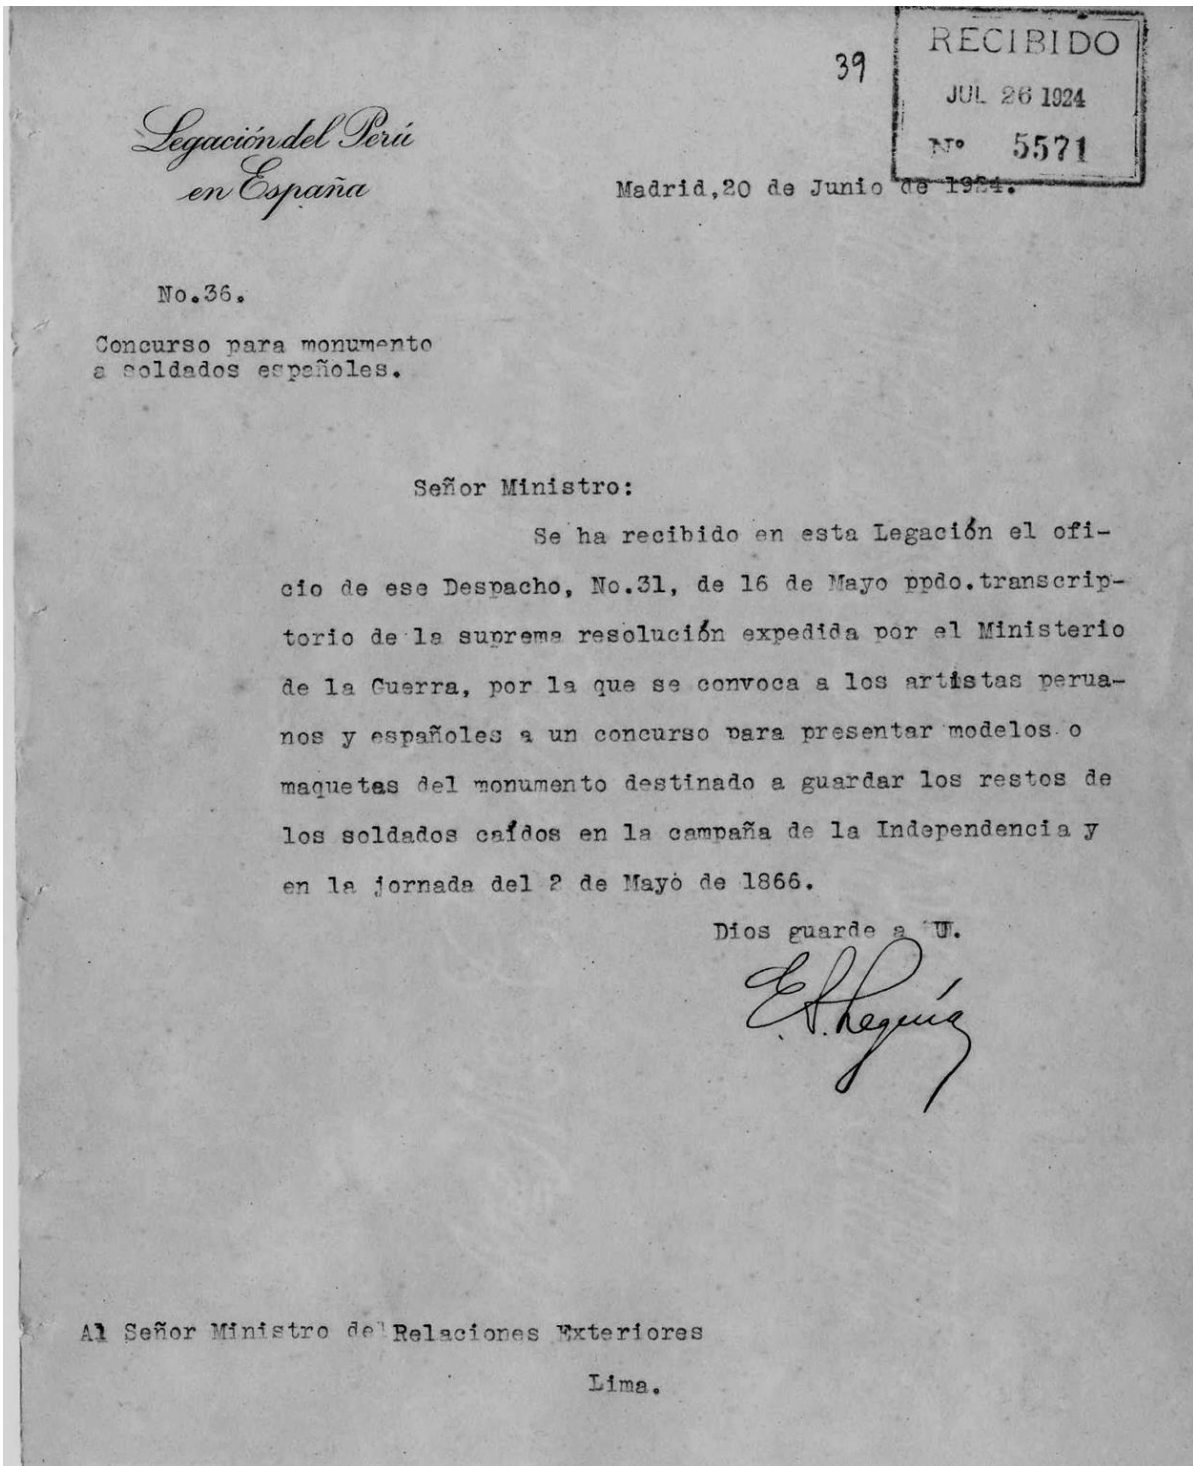 39
RECIBIDO
JUL 26 1924
Nº 5571
Legación del Perú
en España
Madrid,20 de Junio de 1924.
No.36.
Concurso para monumento
a soldados españoles.
Señor Ministro:
Se ha recibido en esta Legación el ofi-
cio de ese Despacho, No.31, de 16 de Mayo ppdo.transcrip-
torio de la suprema resolución expedida por el Ministerio
de la Guerra, por la que se convoca a los artistas perua-
nos y españoles a un concurso para presentar modelos o
maquetas del monumento destinado a guardar los restos de
los soldados caídos en la campaña de la Independencia y
en la jornada del 2 de Mayo de 1866.
Dios guarde a U.
E.S.Leguía
Al Señor Ministro de Relaciones Exteriores
Lima.